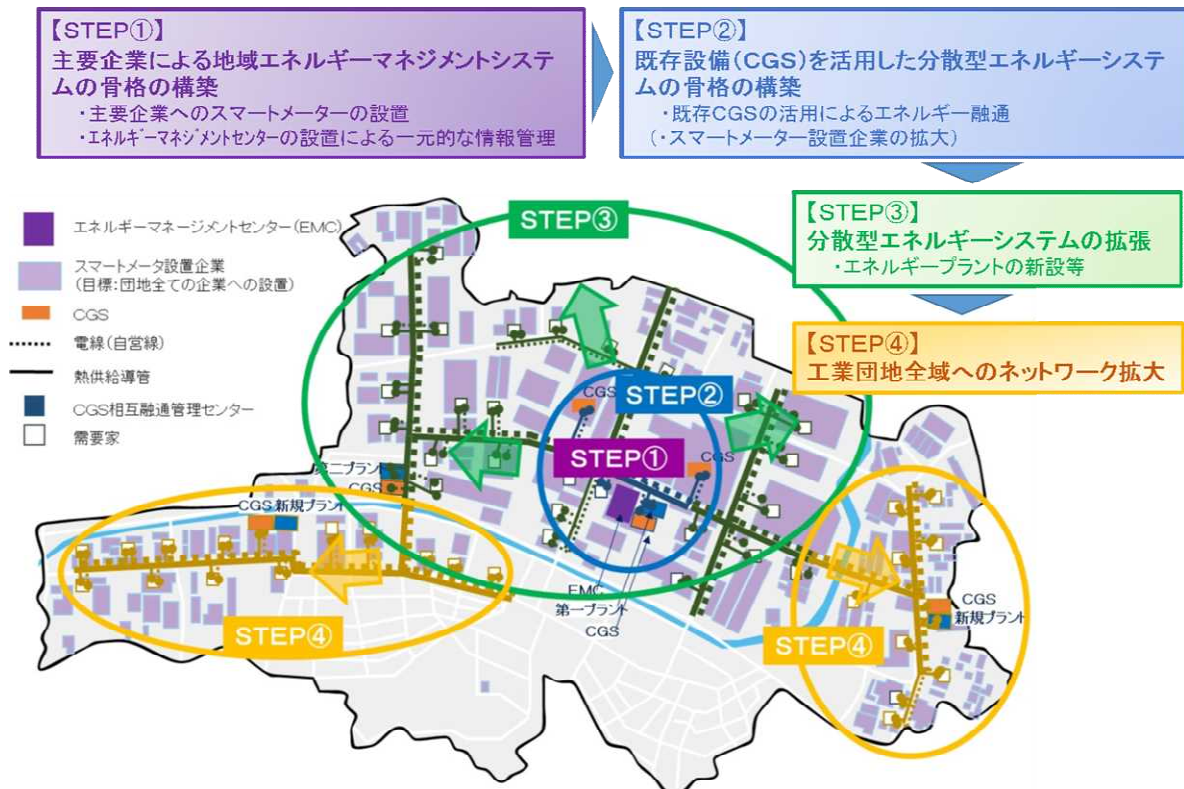 【STEP①】
主要企業による地域エネルギーマネジメントシステ
ムの骨格の構築
・主要企業へのスマートメーターの設置
・エネルギーマネジメントセンターの設置による一元的な情報管理
【STEP②】
既存設備(CGS)を活用した分散型エネルギーシステ
ムの骨格の構築
・既存CGSの活用によるエネルギー融通
(・スマートメーター設置企業の拡大)
【STEP③】
分散型エネルギーシステムの拡張
・エネルギープラントの新設等
【STEP④】
工業団地全域へのネットワーク拡大
エネルギーマネージメントセンター(EMC)
スマートメータ設置企業
(目標:団地全ての企業への設置)
CGS
電線(自営線)
熱供給導管
CGS相互融通管理センター
需要家
STEP③
CGS
STEP②
STEP①
CGS
第二プラント
CGS
CGS 新規プラント
EMC
第一プラント
CGS
STEP④
STEP④
CGS
新規プラント